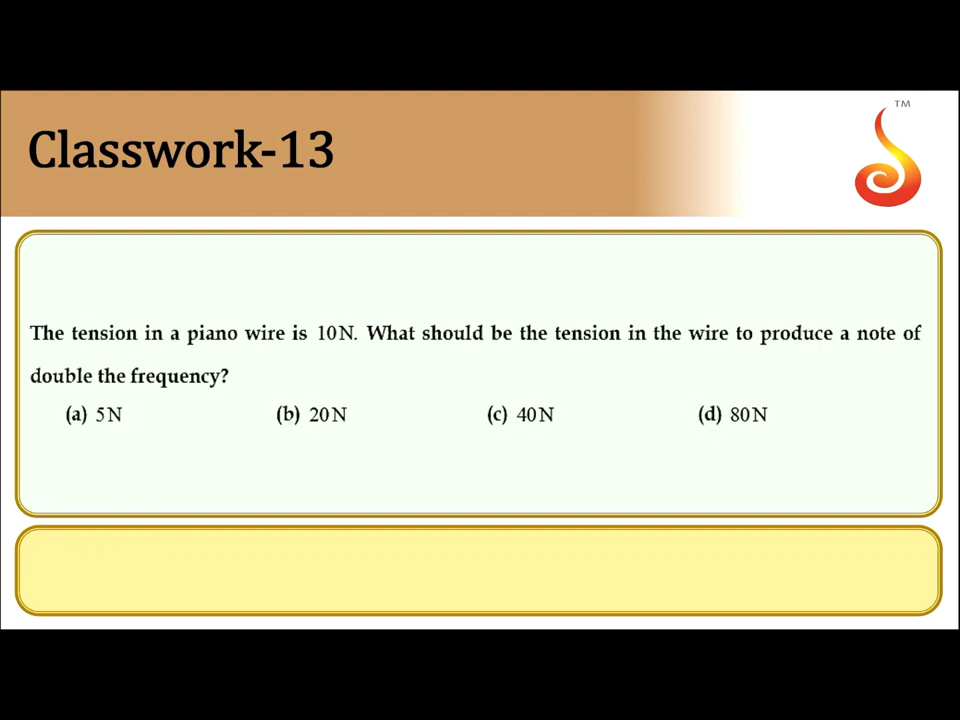 TM
Classwork-13
The tension in a piano wire is 10N. What should be the tension in the wire to produce a note of
double the frequency?
(a) 5N (b) 20N (c) 40N (d) 80N